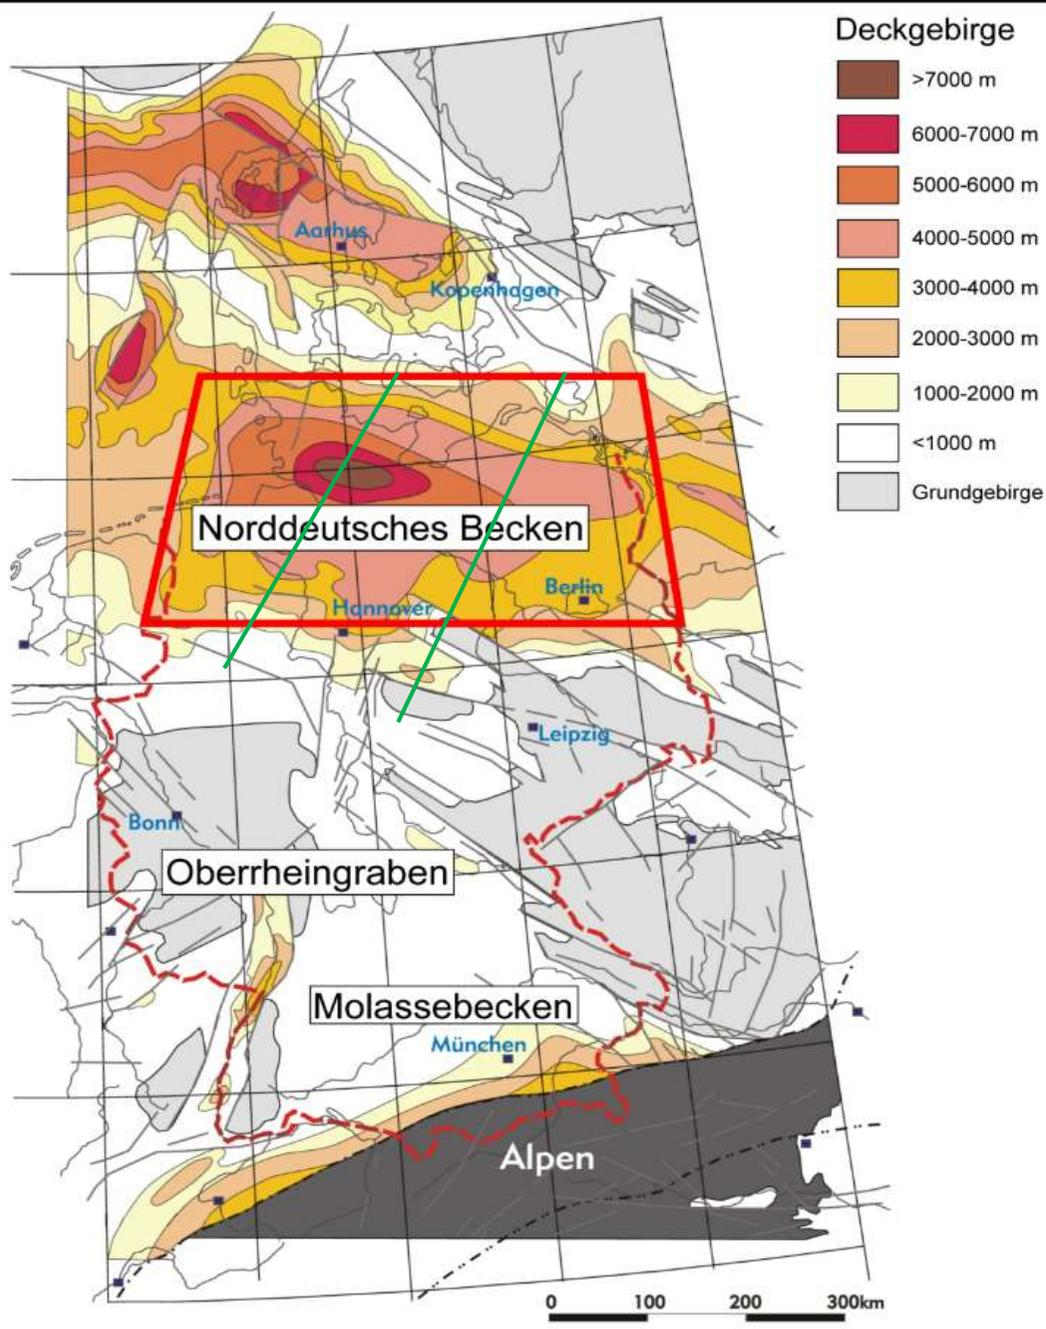 Deckgebirge
>7000 m
6000-7000 m
5000-6000 m
4000-5000 m
3000-4000 m
2000-3000 m
1000-2000 m
<1000 m
Grundgebirge
Aarhus
Kopenhagen
Norddeutsches Becken
Berlin
Hannover
Leipzig
Bonn
Oberrheingraben
Molassebecken
München
Alpen
0 100 200 300km